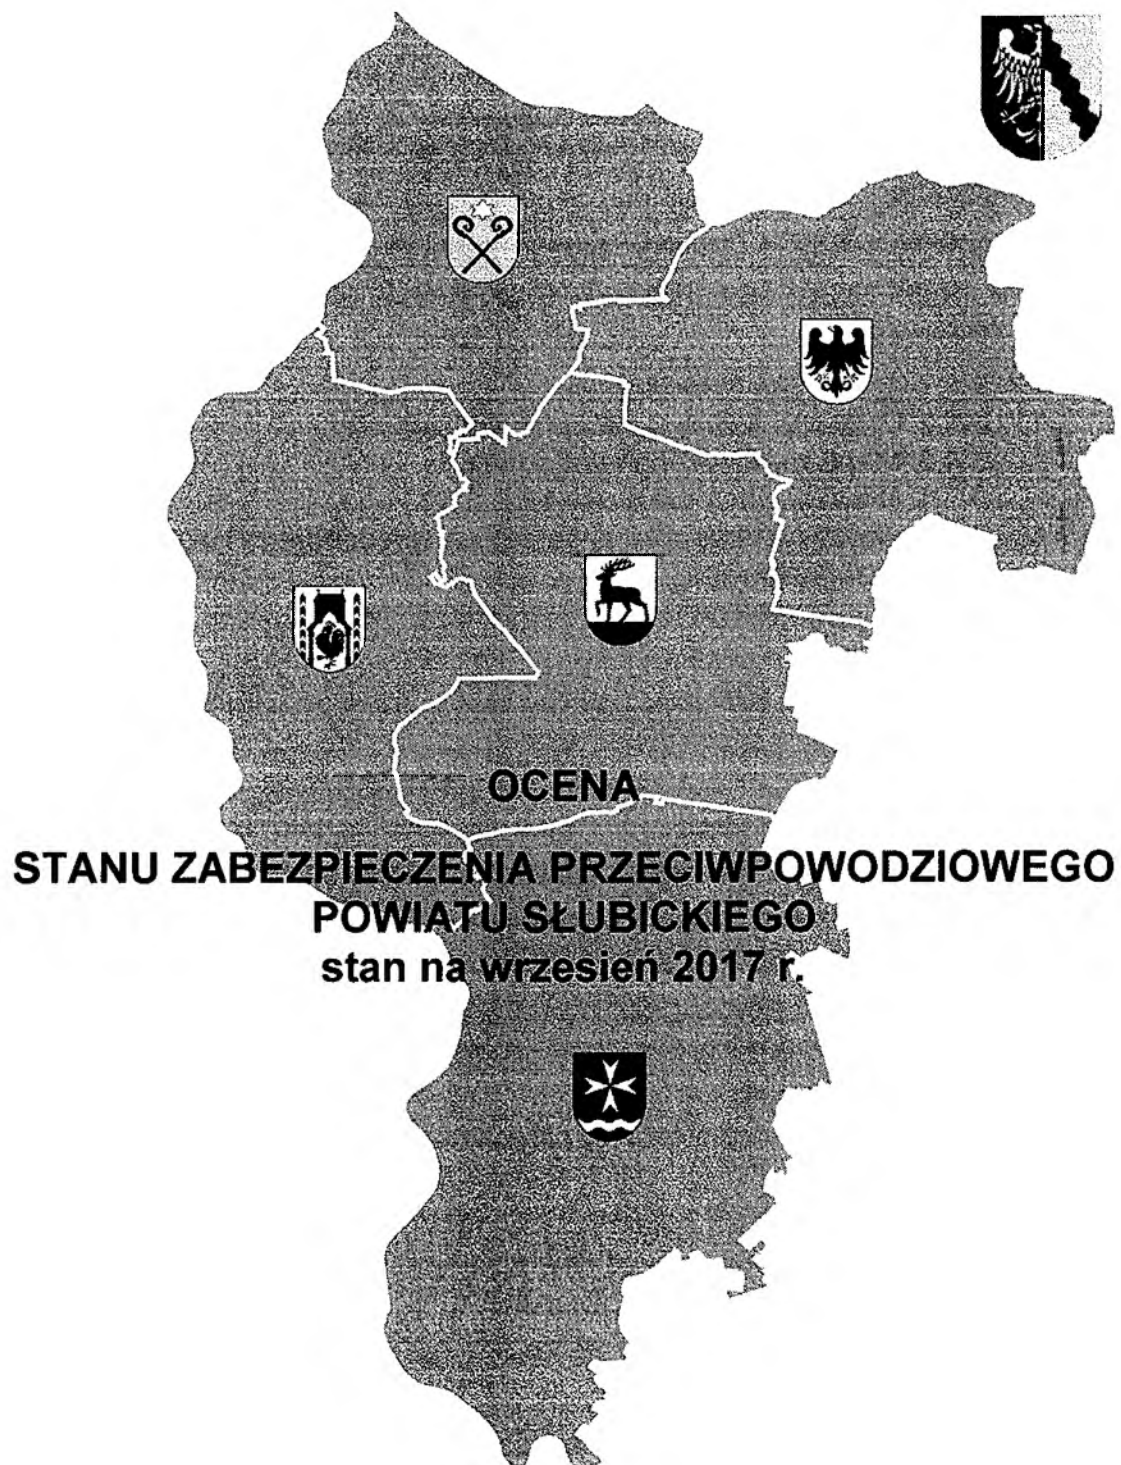 OCENA
STANU ZABEZPIECZENIA PRZECIWPOWODZIOWEGO
POWIATU SŁUBICKIEGO
stan na wrzesień 2017 r.